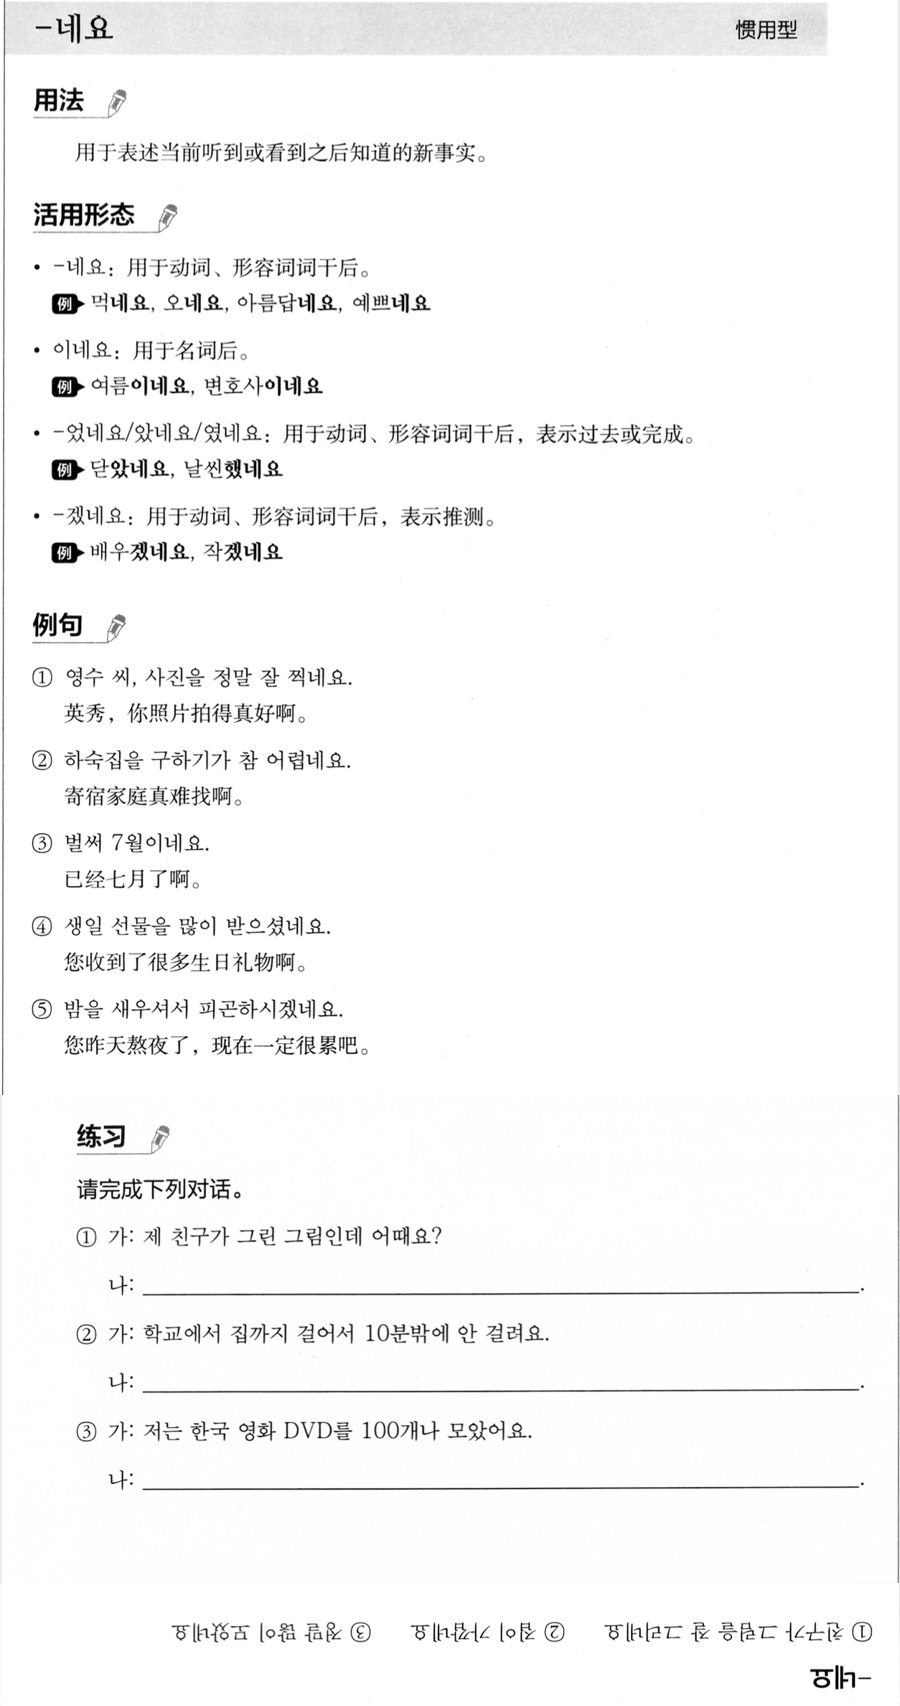 -네요 惯用型
用法
用于表述当前听到或看到之后知道的新事实。
活用形态
• -네요：用于动词、形容词词干后。
例 먹네요, 오네요, 아름답네요, 예쁘네요
• 이네요：用于名词后。
例 여름이네요, 변호사이네요
• -었네요/았네요/였네요：用于动词、形容词词干后，表示过去或完成。
例 닫았네요, 날씬했네요
• -겠네요：用于动词、形容词词干后，表示推测。
例 배우겠네요, 작겠네요
例句
① 영수 씨, 사진을 정말 잘 찍네요.
英秀，你照片拍得真好啊。
② 하숙집을 구하기가 참 어렵네요.
寄宿家庭真难找啊。
③ 벌써 7월이네요.
已经七月了啊。
④ 생일 선물을 많이 받으셨네요.
您收到了很多生日礼物啊。
⑤ 밤을 새우셔서 피곤하시겠네요.
您昨天熬夜了，现在一定很累吧。
练习
请完成下列对话。
① 가: 제 친구가 그린 그림인데 어때요?
나: ______.
② 가: 학교에서 집까지 걸어서 10분밖에 안 걸려요.
나: ______.
③ 가: 저는 한국 영화 DVD를 100개나 모았어요.
나: ______.
-네요
① 친구가 그림을 잘 그리네요 ② 집이 가깝네요 ③ 정말 많이 모았네요